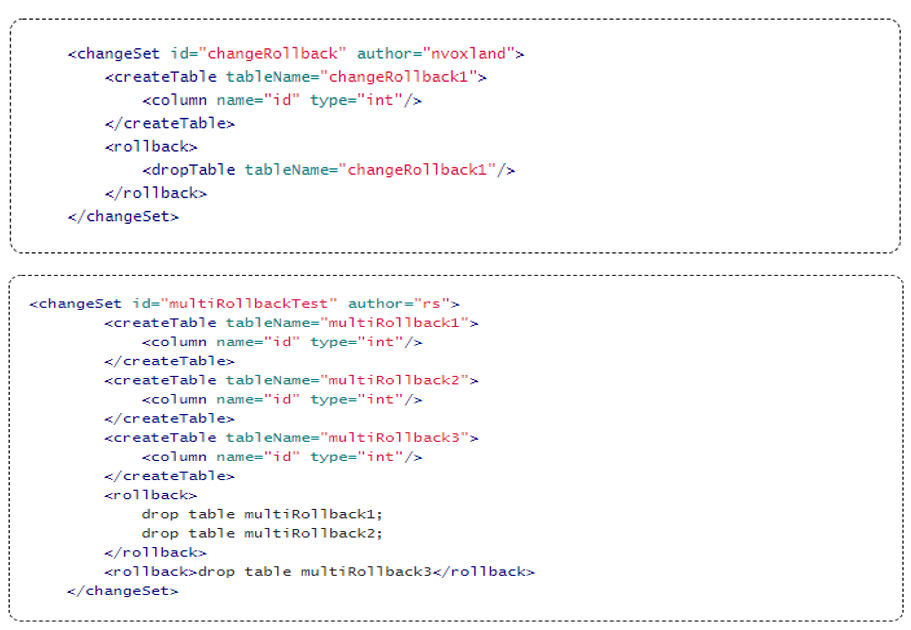 <changeSet id="changeRollback" author="nvoxland">
<createTable tableName="changeRollback1">
<column name="id" type="int"/>
</createTable>
<rollback>
<dropTable tableName="changeRollback1"/>
</rollback>
</changeSet>
<changeSet id="multiRollbackTest" author="rs">
<createTable tableName="multiRollback1">
<column name="id" type="int"/>
</createTable>
<createTable tableName="multiRollback2">
<column name="id" type="int"/>
</createTable>
<createTable tableName="multiRollback3">
<column name="id" type="int"/>
</createTable>
<rollback>
drop table multiRollback1;
drop table multiRollback2;
</rollback>
<rollback>drop table multiRollback3</rollback>
</changeSet>